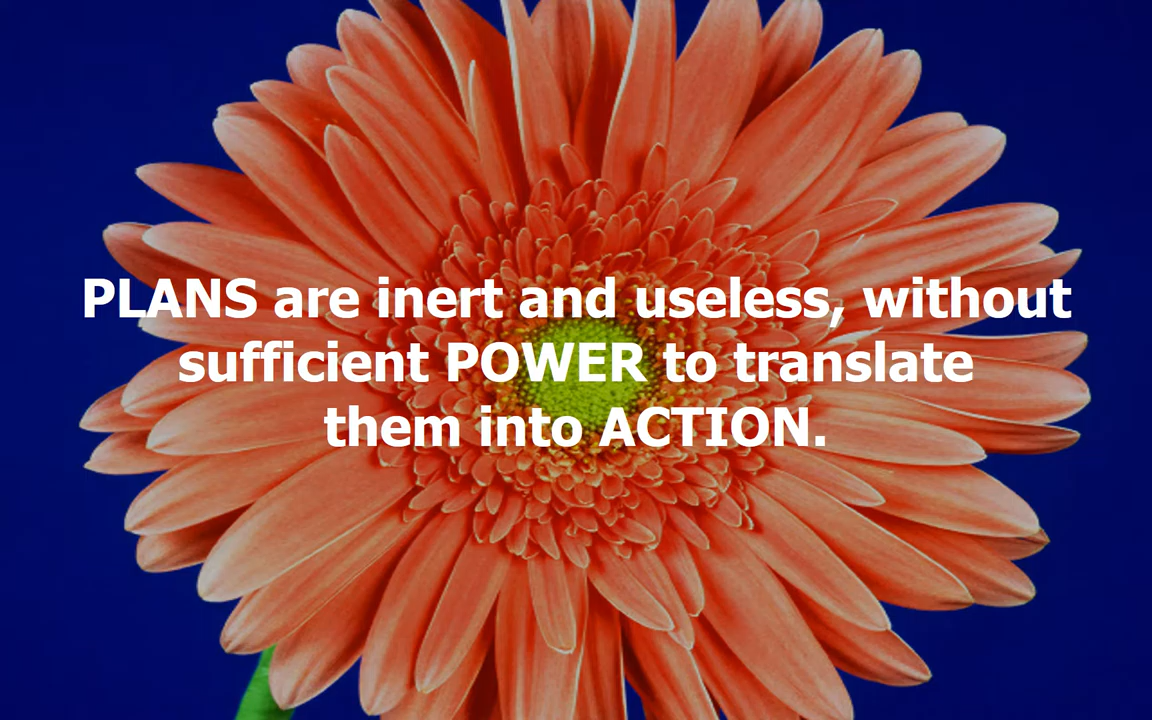 PLANS are inert and useless, without
sufficient POWER to translate
them into ACTION.